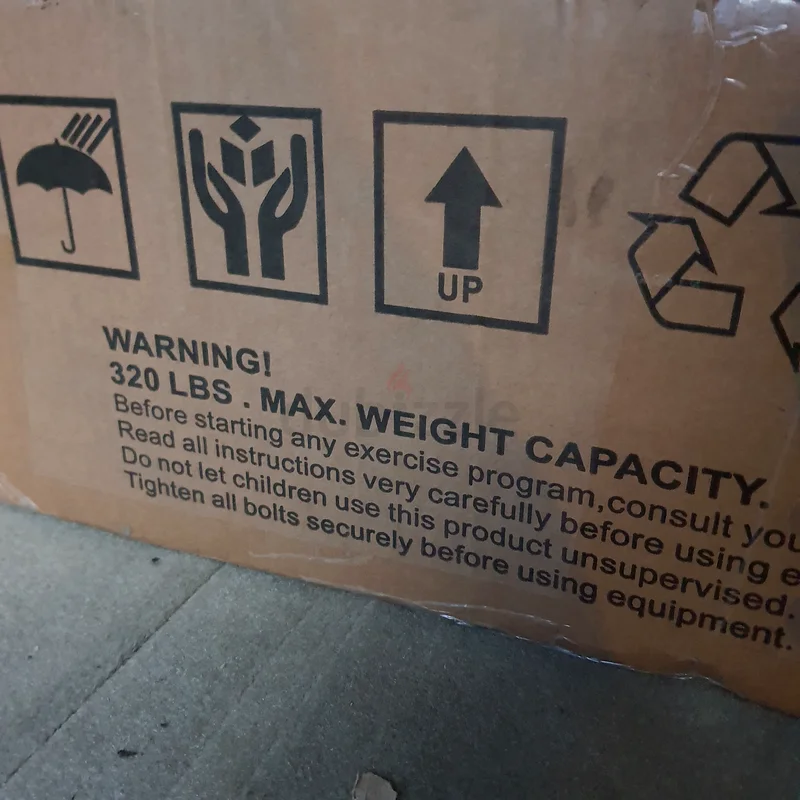 UP
WARNING!
320 LBS . MAX. WEIGHT CAPACITY.
Before starting any exercise program,consult you
Read all instructions very carefully before using e
Do not let children use this product unsupervised.
Tighten all bolts securely before using equipment.
dubizzle